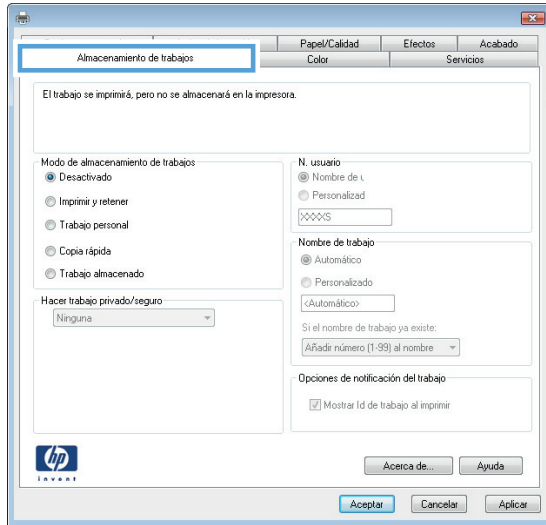 Papel/Calidad Efectos Acabado
Almacenamiento de trabajos Color Servicios
El trabajo se imprimirá, pero no se almacenará en la impresora.
Modo de almacenamiento de trabajos
Desactivado
Imprimir y retener
Trabajo personal
Copia rápida
Trabajo almacenado
Hacer trabajo privado/seguro
Ninguna
N. usuario
Nombre de u
Personalizad
XXXXS
Nombre de trabajo
Automático
Personalizado
<Automático>
Si el nombre de trabajo ya existe:
Añadir número (1-99) al nombre
Opciones de notificación del trabajo
Mostrar Id de trabajo al imprimir
hp
invent
Acerca de... Ayuda
Aceptar Cancelar Aplicar